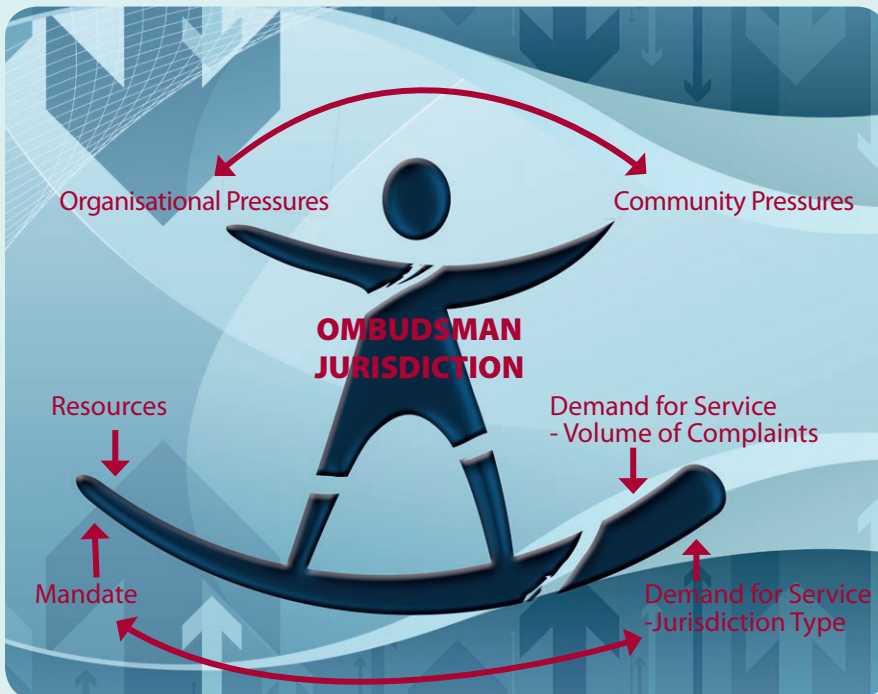 Organisational Pressures
Community Pressures
OMBUDSMAN
JURISDICTION
Resources
Demand for Service
- Volume of Complaints
Mandate
Demand for Service
-Jurisdiction Type